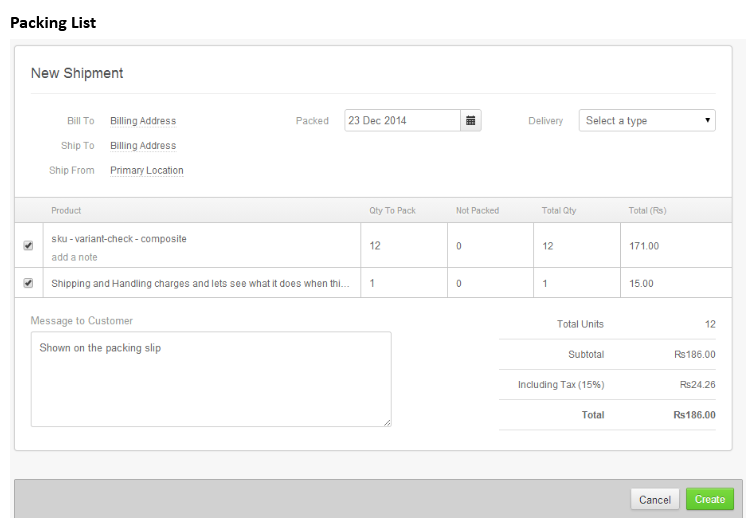 Packing List
New Shipment
Bill To Billing Address Packed 23 Dec 2014 Delivery Select a type
Ship To Billing Address
Ship From Primary Location
Product Qty To Pack Not Packed Total Qty Total (Rs)
sku - variant-check - composite 12 0 12 171.00
add a note
Shipping and Handling charges and lets see what it does when thi... 1 0 1 15.00
Message to Customer
Shown on the packing slip
Total Units 12
Subtotal Rs186.00
Including Tax (15%) Rs24.26
Total Rs186.00
Cancel Create